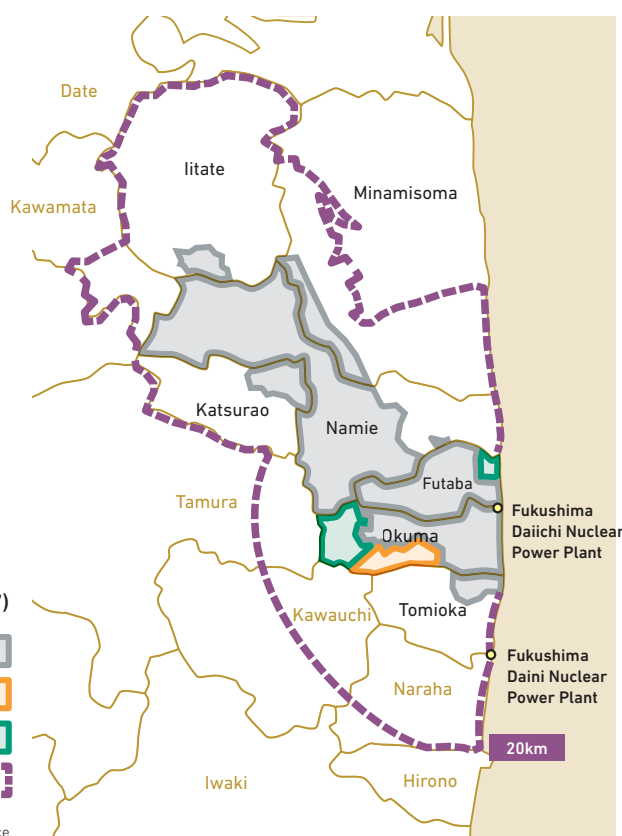 Date
Iitate
Minamisoma
Kawamata
Katsurao
Namie
Futaba
Tamura
Fukushima
Daiichi Nuclear
Power Plant
Okuma
Kawauchi
Tomioka
Fukushima
Daini Nuclear
Power Plant
Naraha
20km
Iwaki
Hirono